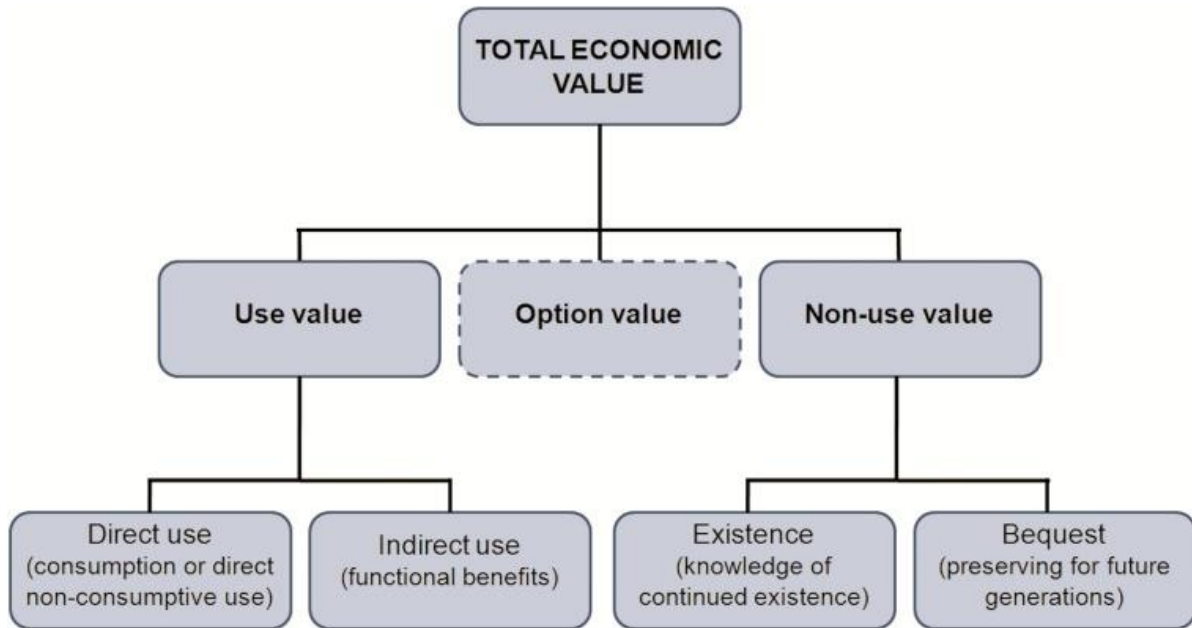 TOTAL ECONOMIC
VALUE
Use value
Option value
Non-use value
Direct use
(consumption or direct
non-consumptive use)
Indirect use
(functional benefits)
Existence
(knowledge of
continued existence)
Bequest
(preserving for future
generations)